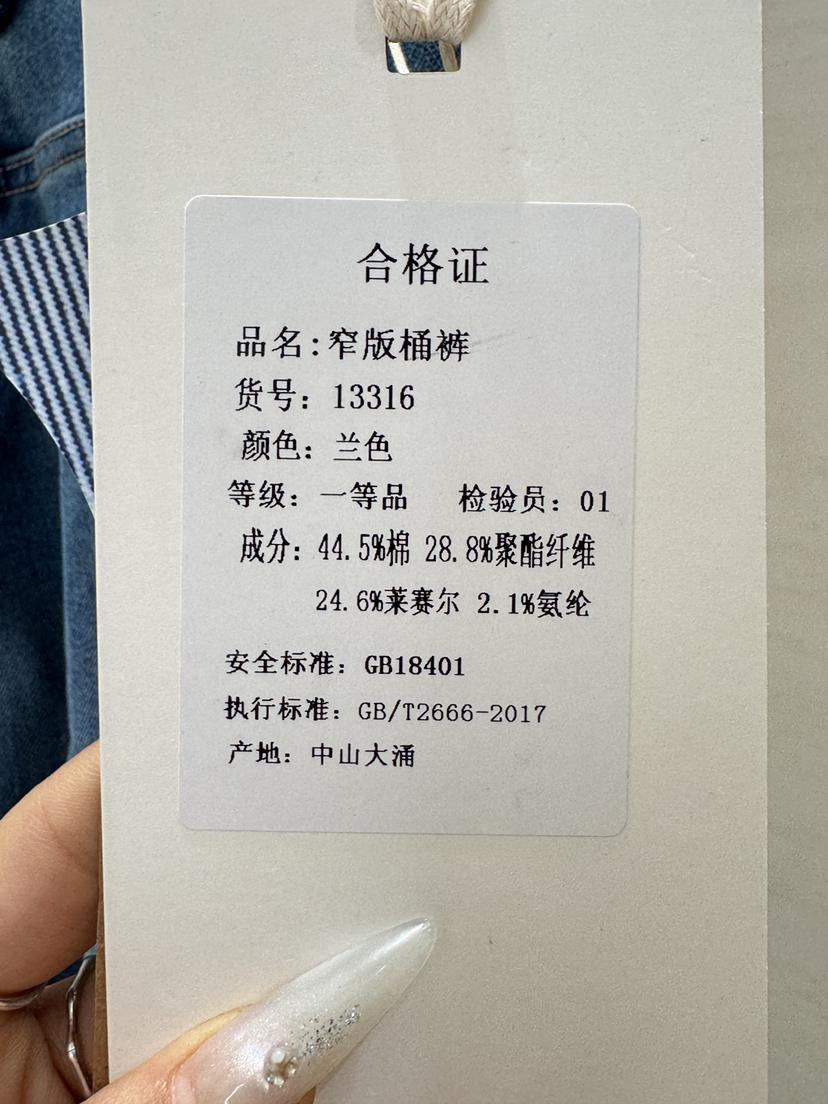 合格证
品名:窄版桶裤
货号: 13316
颜色: 兰色
等级: 一等品 检验员: 01
成分: 44.5%棉 28.8%聚酯纤维
24.6%莱赛尔 2.1%氨纶
安全标准: GB18401
执行标准: GB/T2666-2017
产地: 中山大涌